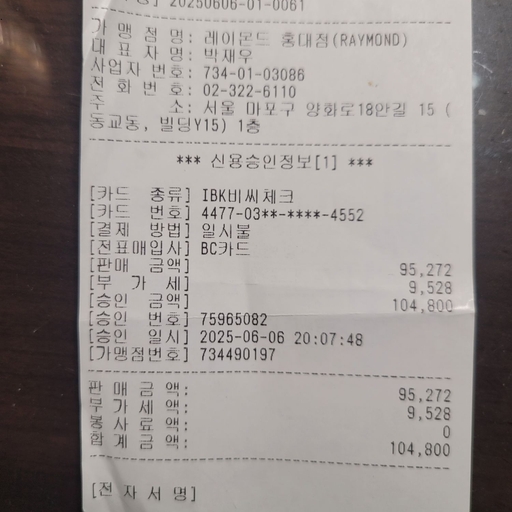 20250606-01-0061
가 맹 점 명: 레이몬드 홍대점(RAYMOND)
대 표 자 명: 박재우
사업자 번호: 734-01-03086
전 화 번 호: 02-322-6110
주 소: 서울 마포구 양화로18안길 15 (
동교동, 빌딩Y15) 1층
*** 신용승인정보[1] ***
[카드 종류] IBK비씨체크
[카드 번호] 4477-03**-****-4552
[결제 방법] 일시불
[전표매입사] BC카드
[판매 금액] 95,272
[부 가 세] 9,528
[승인 금액] 104,800
[승인 번호] 75965082
[승인 일시] 2025-06-06 20:07:48
[가맹점번호] 734490197
판 매 금 액: 95,272
부 가 세 액: 9,528
봉 사 료 액: 0
합 계 금 액: 104,800
[전 자 서 명]